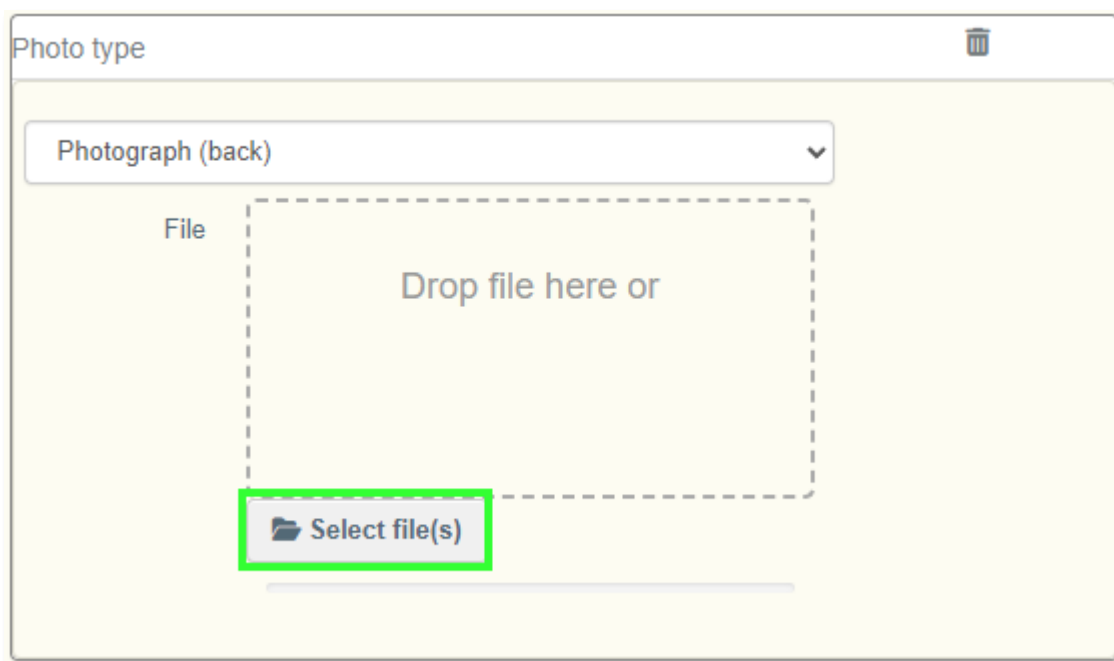 Photo type
Photograph (back)
File
Drop file here or
Select file(s)